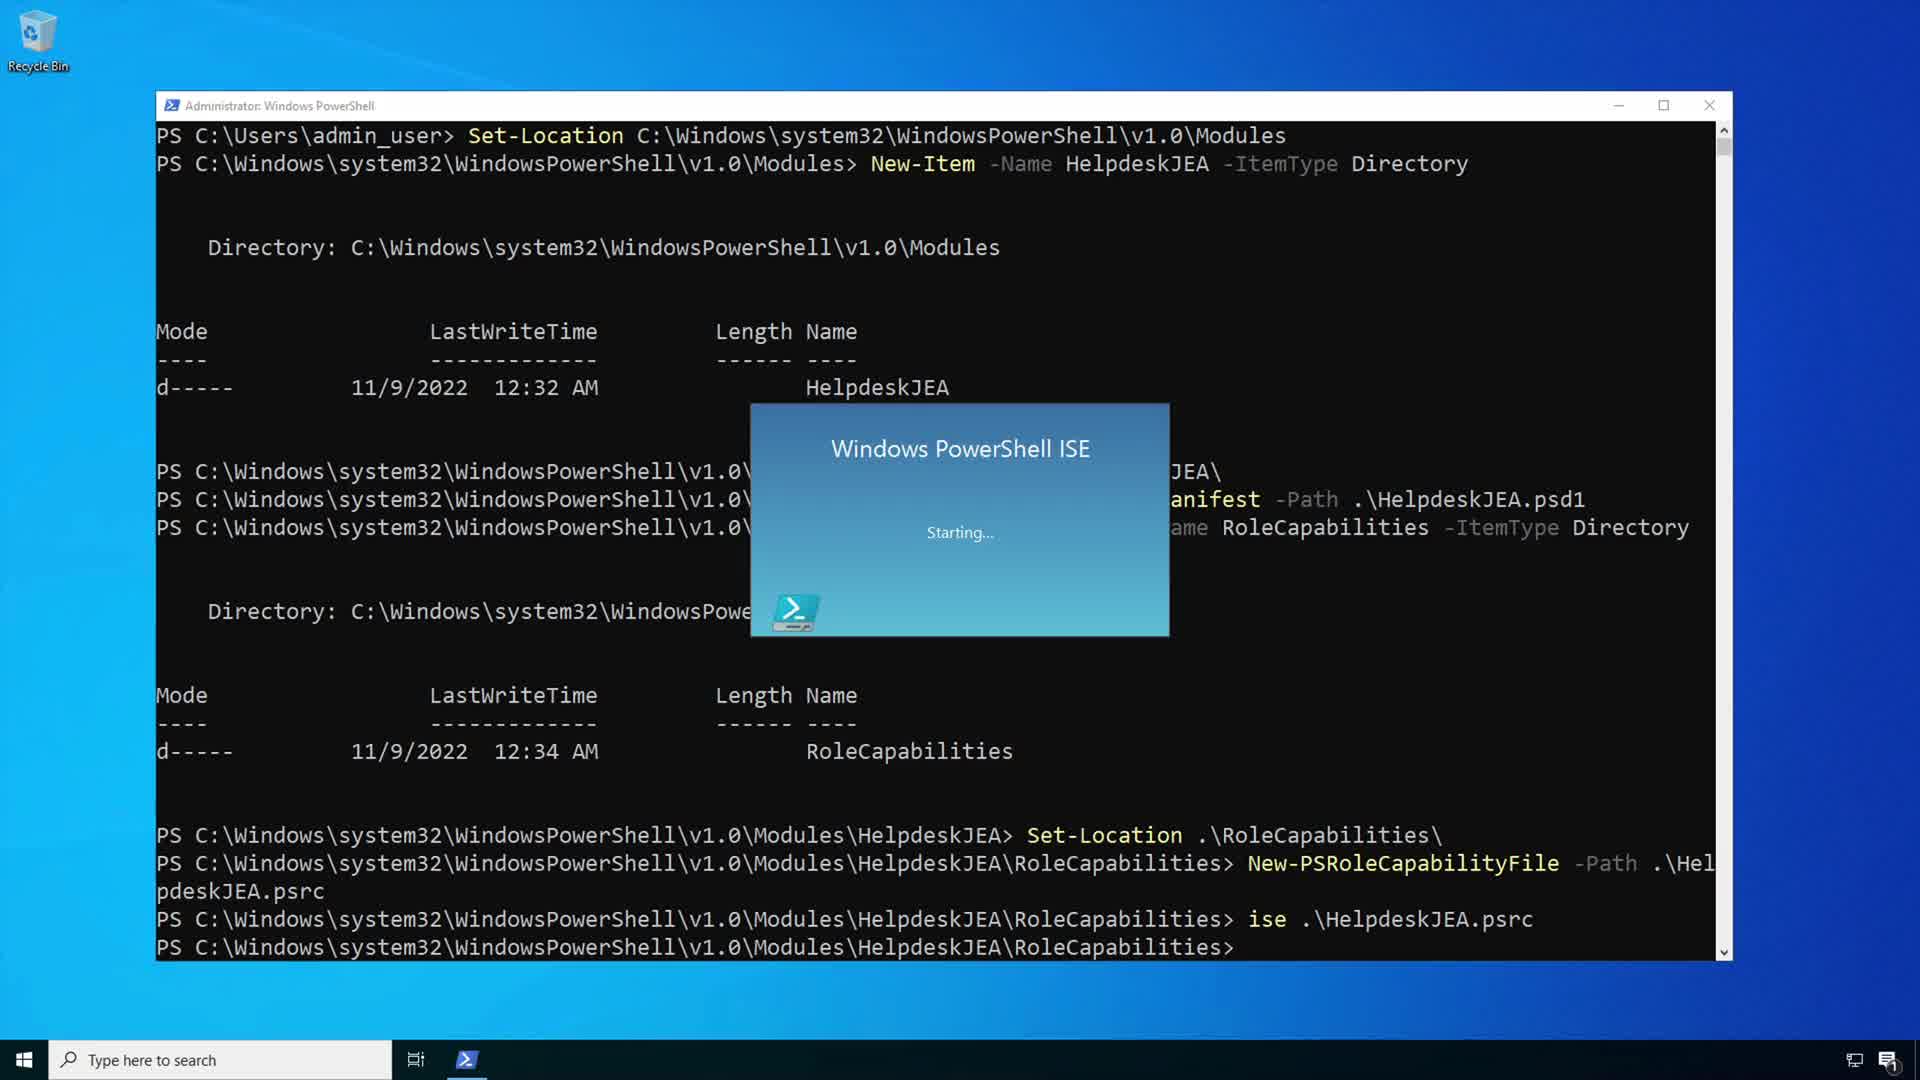 Recycle Bin
Administrator: Windows PowerShell
PS C:\Users\admin_user> Set-Location C:\Windows\system32\WindowsPowerShell\v1.0\Modules
PS C:\Windows\system32\WindowsPowerShell\v1.0\Modules> New-Item -Name HelpdeskJEA -ItemType Directory
Directory: C:\Windows\system32\WindowsPowerShell\v1.0\Modules
Mode LastWriteTime Length Name
---- ------------- ------ ----
d----- 11/9/2022 12:32 AM HelpdeskJEA
PS C:\Windows\system32\WindowsPowerShell\v1.0\ JEA\
PS C:\Windows\system32\WindowsPowerShell\v1.0\ anifest -Path .\HelpdeskJEA.psd1
PS C:\Windows\system32\WindowsPowerShell\v1.0\ ame RoleCapabilities -ItemType Directory
Windows PowerShell ISE
Starting...
Directory: C:\Windows\system32\WindowsPowe
Mode LastWriteTime Length Name
---- ------------- ------ ----
d----- 11/9/2022 12:34 AM RoleCapabilities
PS C:\Windows\system32\WindowsPowerShell\v1.0\Modules\HelpdeskJEA> Set-Location .\RoleCapabilities\
PS C:\Windows\system32\WindowsPowerShell\v1.0\Modules\HelpdeskJEA\RoleCapabilities> New-PSRoleCapabilityFile -Path .\Hel
pdeskJEA.psrc
PS C:\Windows\system32\WindowsPowerShell\v1.0\Modules\HelpdeskJEA\RoleCapabilities> ise .\HelpdeskJEA.psrc
PS C:\Windows\system32\WindowsPowerShell\v1.0\Modules\HelpdeskJEA\RoleCapabilities>
Type here to search
1